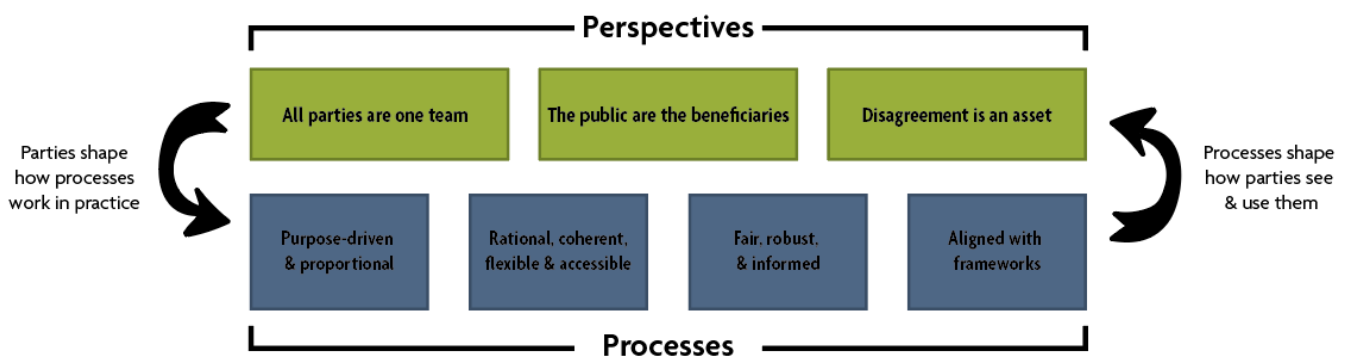 Perspectives
All parties are one team
The public are the beneficiaries
Disagreement is an asset
Parties shape
how processes
work in practice
Processes shape
how parties see
& use them
Purpose-driven
& proportional
Rational, coherent,
flexible & accessible
Fair, robust,
& informed
Aligned with
frameworks
Processes